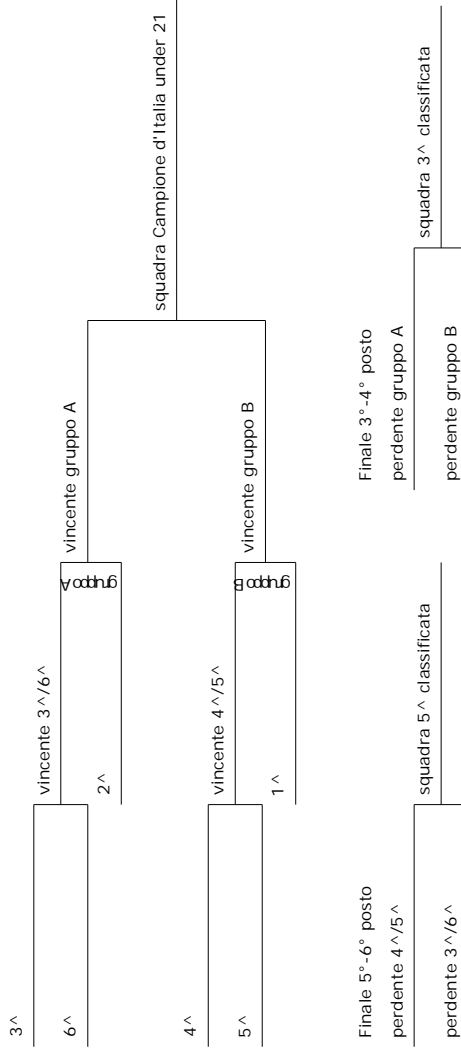 3^
6^
vincente 3^/6^
2^
gruppo A
vincente gruppo A
4^
5^
vincente 4^/5^
1^
gruppo B
vincente gruppo B
squadra Campione d'Italia under 21
Finale 5°-6° posto
perdente 4^/5^
perdente 3^/6^
squadra 5^ classificata
Finale 3°-4° posto
perdente gruppo A
perdente gruppo B
squadra 3^ classificata